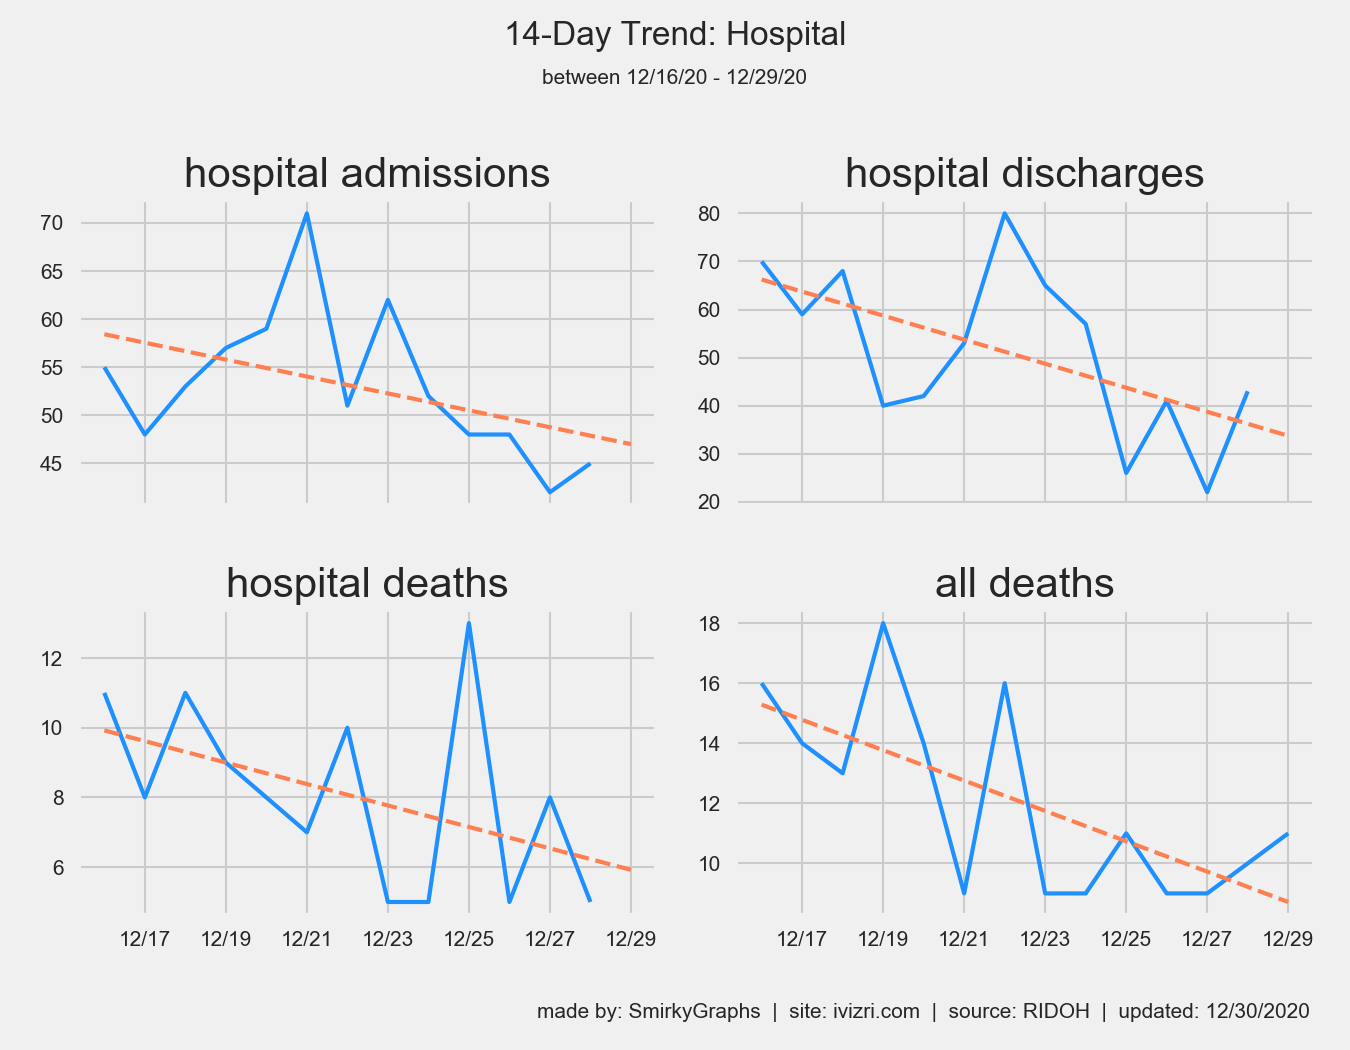 14-Day Trend: Hospital
between 12/16/20 - 12/29/20
hospital admissions
70
65
60
55
50
45
hospital discharges
80
70
60
50
40
30
20
hospital deaths
12
10
8
6
12/17 12/19 12/21 12/23 12/25 12/27 12/29
all deaths
18
16
14
12
10
12/17 12/19 12/21 12/23 12/25 12/27 12/29
made by: SmirkyGraphs | site: ivizri.com | source: RIDOH | updated: 12/30/2020